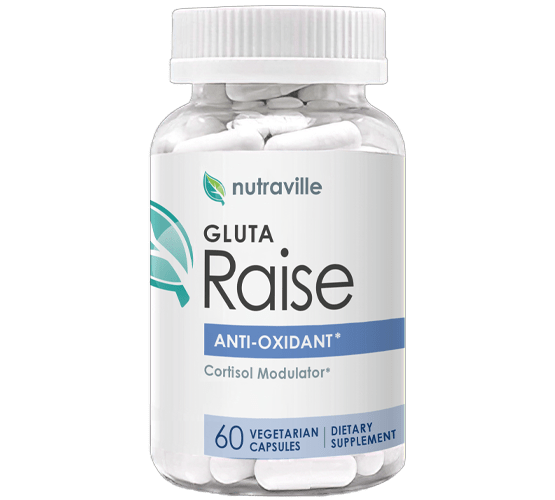 nutraville
GLUTA
Raise
ANTI-OXIDANT*
Cortisol Modulator*
60 VEGETARIAN CAPSULES | DIETARY SUPPLEMENT